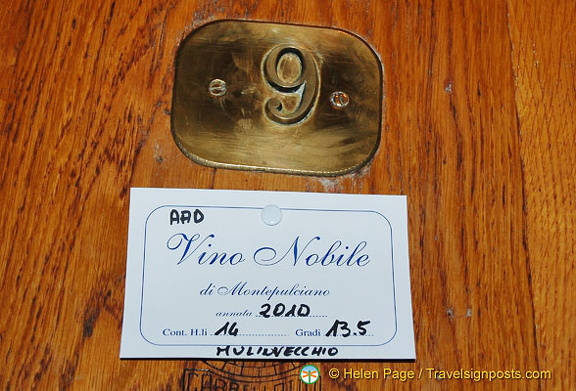 9
AAD
Vino Nobile
di Montepulciano
annata 2010
Cont. H.li 14 Gradi 13.5
MULINVECCHIO
© Helen Page / Travelsignposts.com